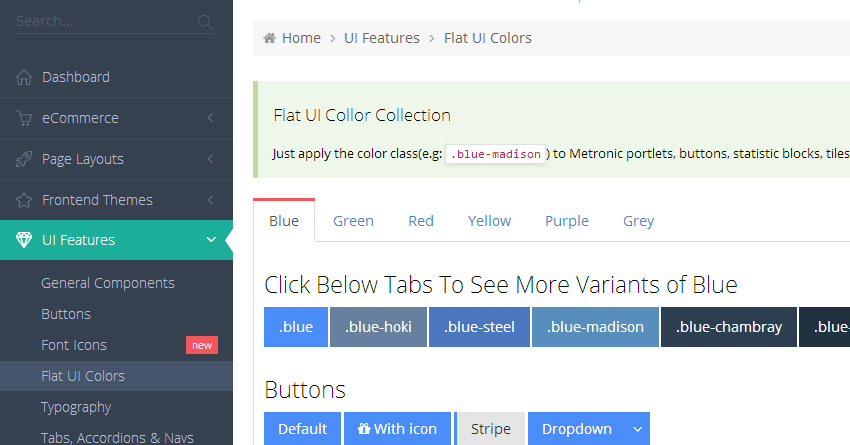 Search...
Dashboard
eCommerce
Page Layouts
Frontend Themes
UI Features
General Components
Buttons
Font Icons new
Flat UI Colors
Typography
Tabs, Accordions & Navs
Home > UI Features > Flat UI Colors
Flat UI Collor Collection
Just apply the color class(e.g: .blue-madison) to Metronic portlets, buttons, statistic blocks, tiles
Blue Green Red Yellow Purple Grey
Click Below Tabs To See More Variants of Blue
.blue .blue-hoki .blue-steel .blue-madison .blue-chambray .blue-
Buttons
Default With icon Stripe Dropdown